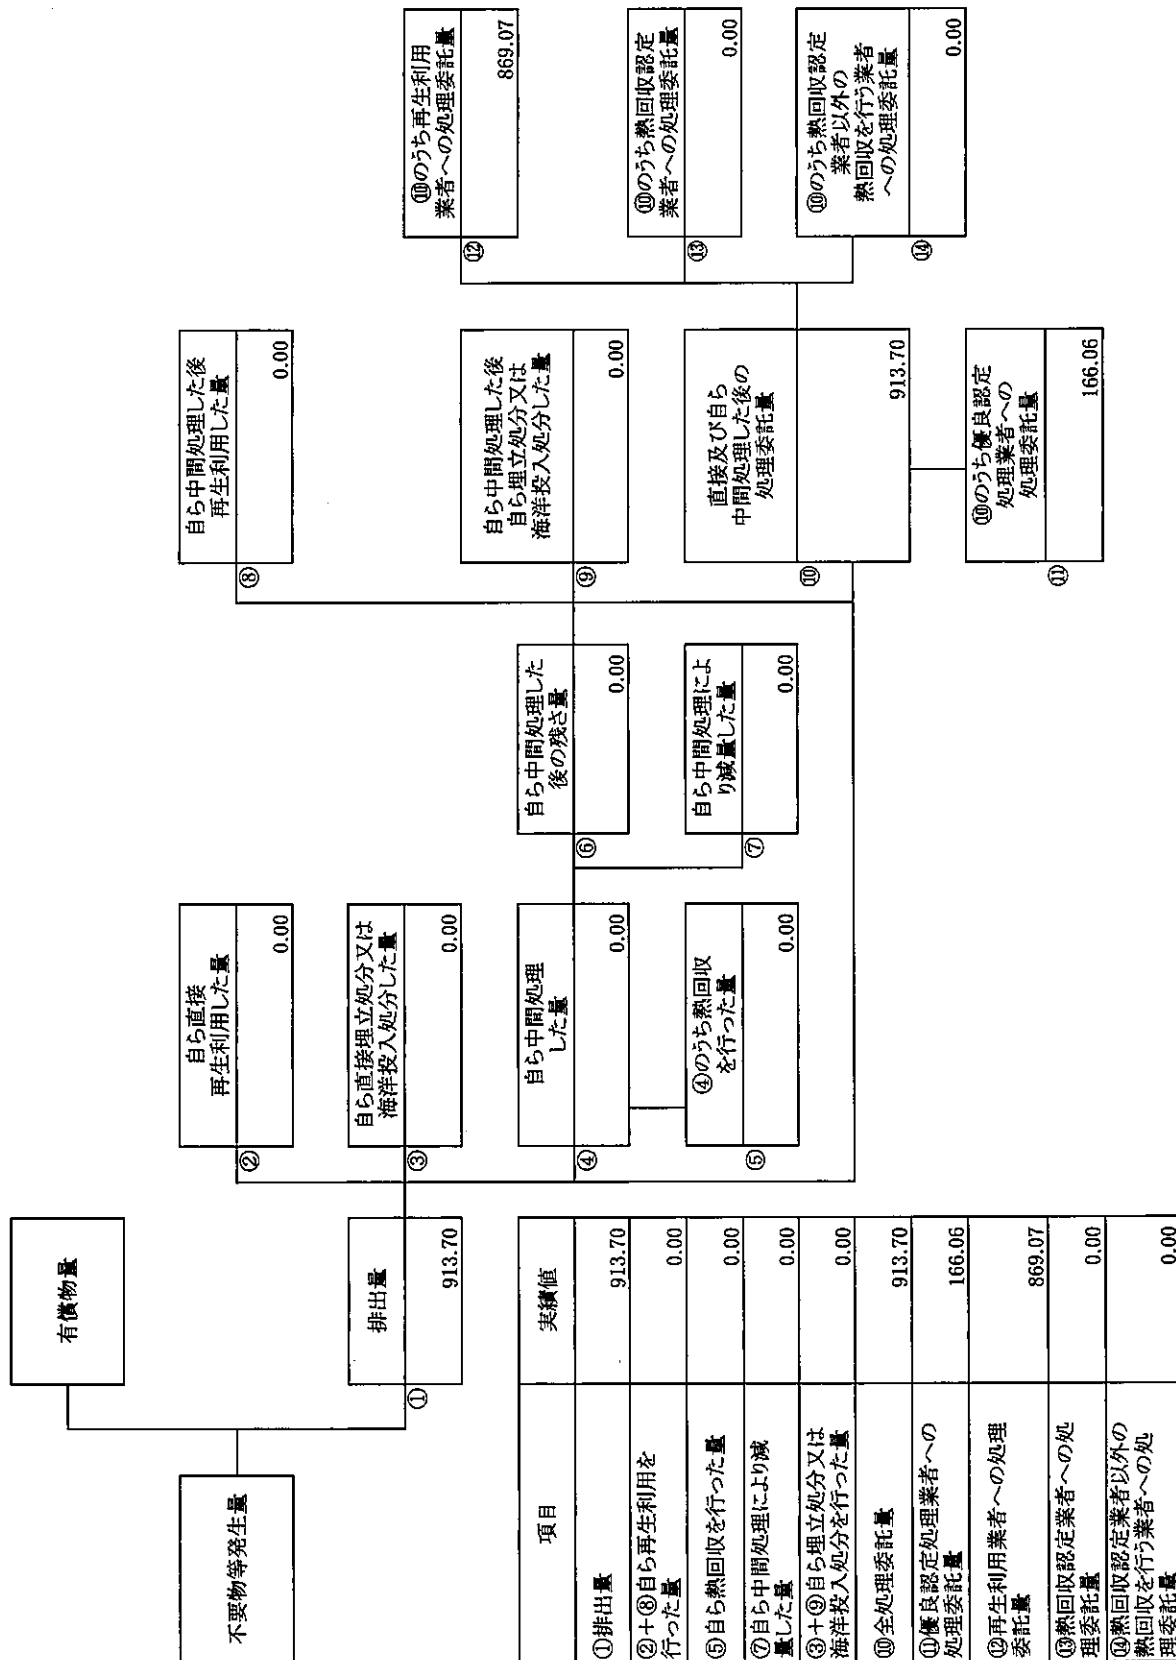 不要物等発生量
有償物量
①
排出量
913.70
②
自ら直接
再生利用した量
0.00
③
自ら直接埋立処分又は
海洋投入処分した量
0.00
④
自ら中間処理
した量
0.00
⑤
④のうち熱回収
を行った量
0.00
⑥
自ら中間処理した
後の残さ量
0.00
⑦
自ら中間処理によ
り減量した量
0.00
⑧
自ら中間処理した後
再生利用した量
0.00
⑨
自ら中間処理した後
自ら埋立処分又は
海洋投入処分した量
0.00
⑩
直接及び自ら
中間処理した後の
処理委託量
913.70
⑪
⑩のうち優良認定
処理業者への
処理委託量
166.06
⑫
⑩のうち再生利用
業者への処理委託量
869.07
⑬
⑩のうち熱回収認定
業者への処理委託量
0.00
⑭
⑩のうち熱回収認定
業者以外の
熱回収を行う業者
への処理委託量
0.00
項目 実績値
①排出量 913.70
②+⑧自ら再生利用を
行った量 0.00
⑤自ら熱回収を行った量 0.00
⑦自ら中間処理により減
量した量 0.00
③+⑨自ら埋立処分又は
海洋投入処分を行った量 0.00
⑩全処理委託量 913.70
⑪優良認定処理業者への
処理委託量 166.06
⑫再生利用業者への処理
委託量 869.07
⑬熱回収認定業者への処
理委託量 0.00
⑭熱回収認定業者以外の
熱回収を行う業者への処
理委託量 0.00